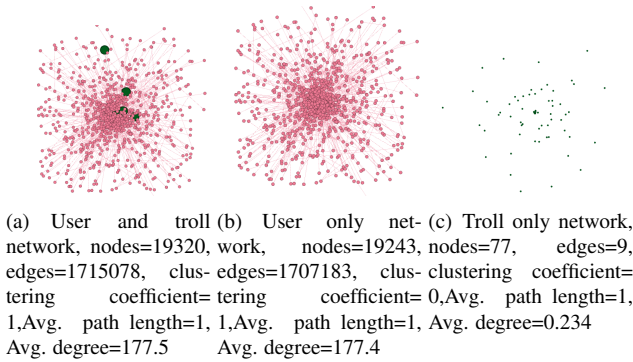 (a) User and troll network, nodes=19320, edges=1715078, clus-
tering coefficient= 1,Avg. path length=1, Avg. degree=177.5
(b) User only net-
work, nodes=19243, edges=1707183, clus-
tering coefficient= 1,Avg. path length=1, Avg. degree=177.4
(c) Troll only network, nodes=77, edges=9, clustering coefficient= 0,Avg. path length=1, Avg. degree=0.234